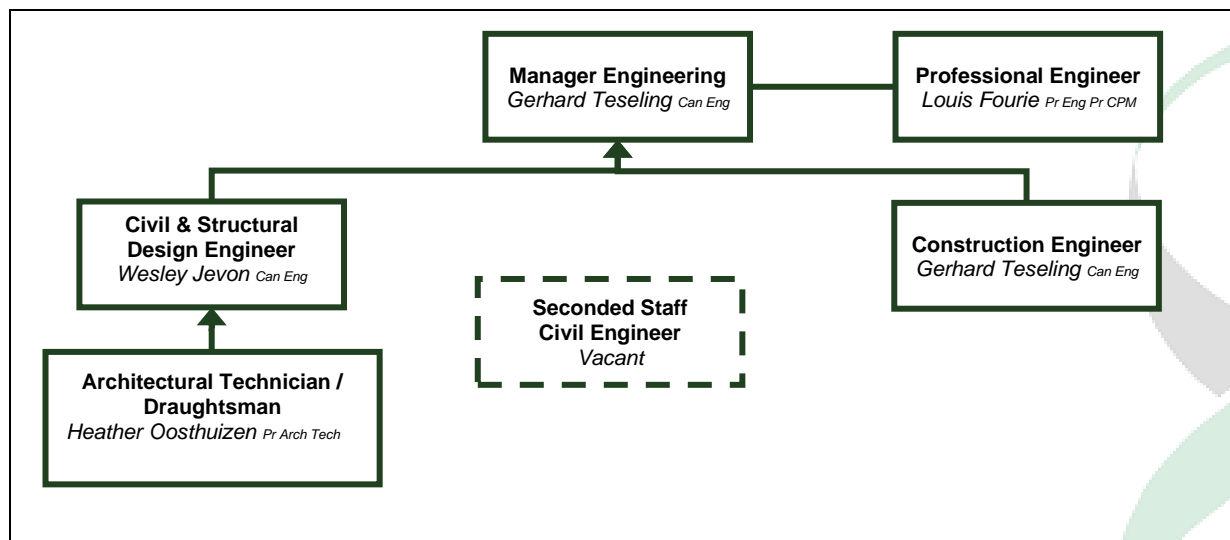 Manager Engineering
Gerhard Teseling Can Eng
Professional Engineer
Louis Fourie Pr Eng Pr CPM
Civil & Structural
Design Engineer
Wesley Jevon Can Eng
Construction Engineer
Gerhard Teseling Can Eng
Seconded Staff
Civil Engineer
Vacant
Architectural Technician /
Draughtsman
Heather Oosthuizen Pr Arch Tech